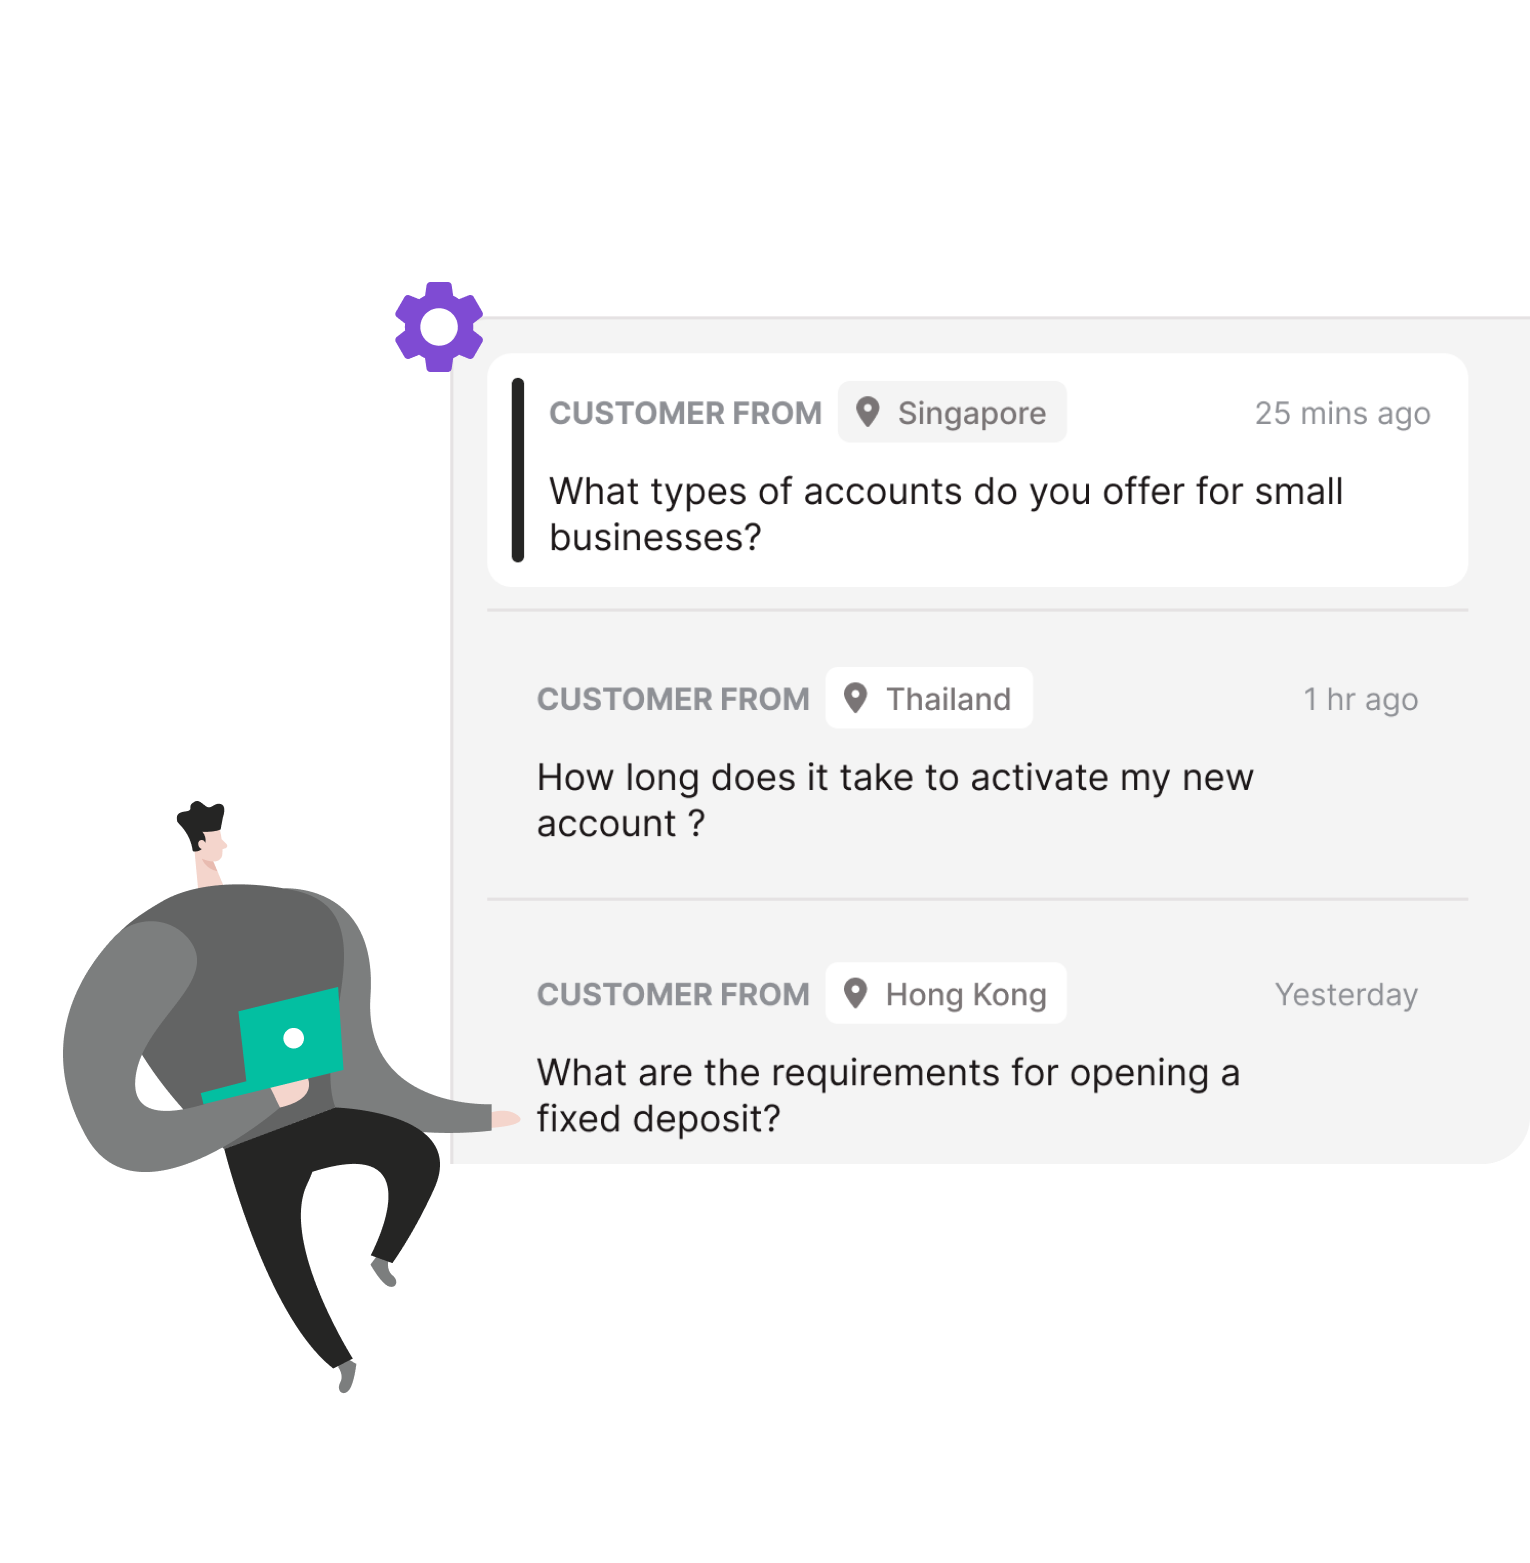 CUSTOMER FROM Singapore 25 mins ago
What types of accounts do you offer for small
businesses?
CUSTOMER FROM Thailand 1 hr ago
How long does it take to activate my new
account ?
CUSTOMER FROM Hong Kong Yesterday
What are the requirements for opening a
fixed deposit?